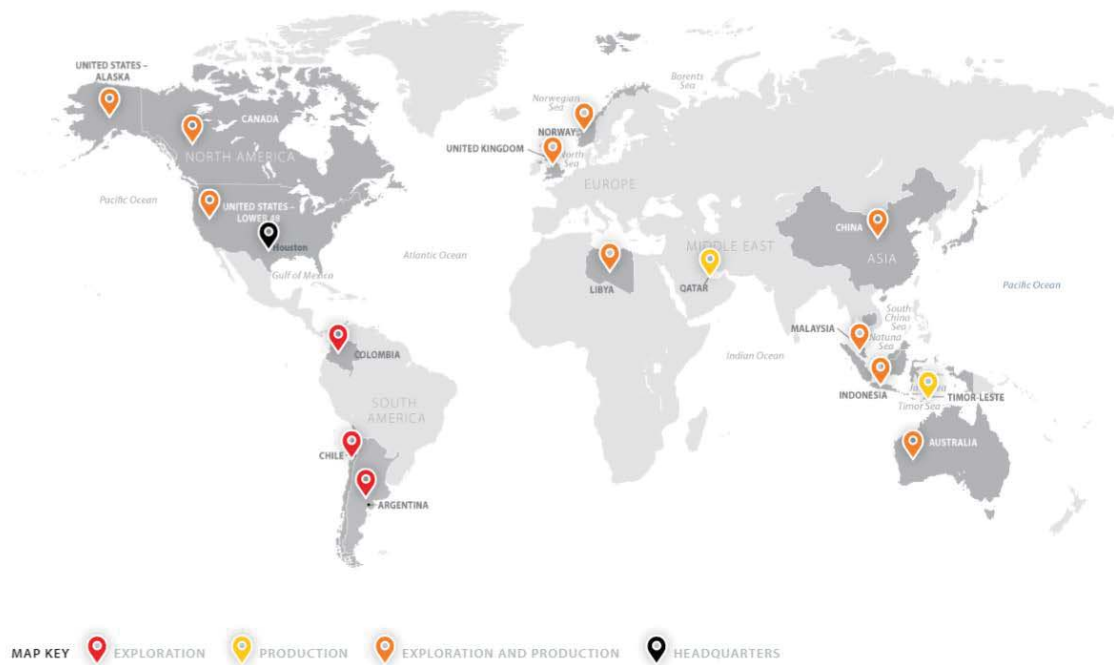 UNITED STATES –
ALASKA
CANADA
NORTH AMERICA
Pacific Ocean
UNITED STATES –
LOWER 48
Houston
Gulf of Mexico
Atlantic Ocean
Barents
Sea
Norwegian
Sea
NORWAY
UNITED KINGDOM
North
Sea
EUROPE
MIDDLE EAST
LIBYA
QATAR
CHINA
ASIA
Pacific Ocean
South
China
Sea
MALAYSIA
Natuna
Sea
Indian Ocean
INDONESIA
TIMOR-LESTE
Timor Sea
AUSTRALIA
COLOMBIA
SOUTH
AMERICA
CHILE
ARGENTINA
MAP KEY EXPLORATION PRODUCTION EXPLORATION AND PRODUCTION HEADQUARTERS